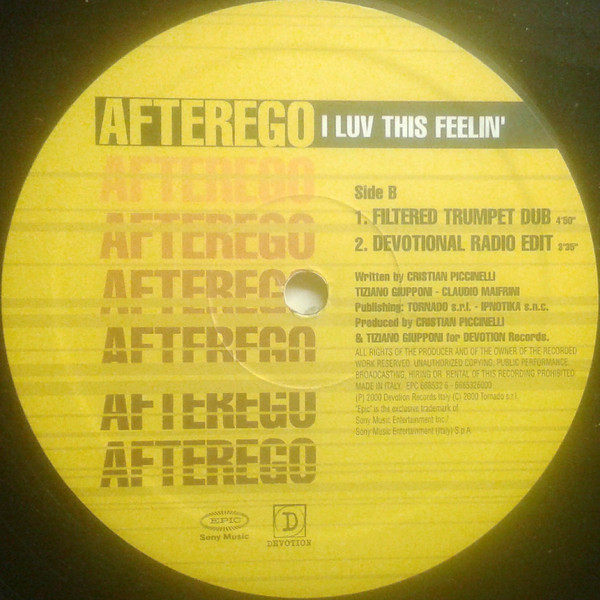 AFTEREGO I LUV THIS FEELIN'
AFTEREGO
AFTEREGO
AFTEREGO
AFTEREGO
AFTEREGO
AFTEREGO
Side B
1. FILTERED TRUMPET DUB 4'50"
2. DEVOTIONAL RADIO EDIT 3'35"
Written by CRISTIAN PICCINELLI
TIZIANO GIUPPONI - CLAUDIO MAIFRINI
Publishing: TORNADO s.r.l. - IPNOTIKA s.n.c.
Produced by CRISTIAN PICCINELLI
& TIZIANO GIUPPONI for DEVOTION Records.
ALL RIGHTS OF THE PRODUCER AND OF THE OWNER OF THE RECORDED
WORK RESERVED. UNAUTHORIZED COPYING, PUBLIC PERFORMANCE,
BROADCASTING, HIRING OR RENTAL OF THIS RECORDING PROHIBITED.
MADE IN ITALY. EPC
(P) 2000 Devotion Records Italy (C) 2000 Tornado s.r.l.
'Epic' is the exclusive trademark of
Sony Music Entertainment Inc./
Sony Music Entertainment (Italy) S.p.A.
EPIC
Sony Music
D
DEVOTION